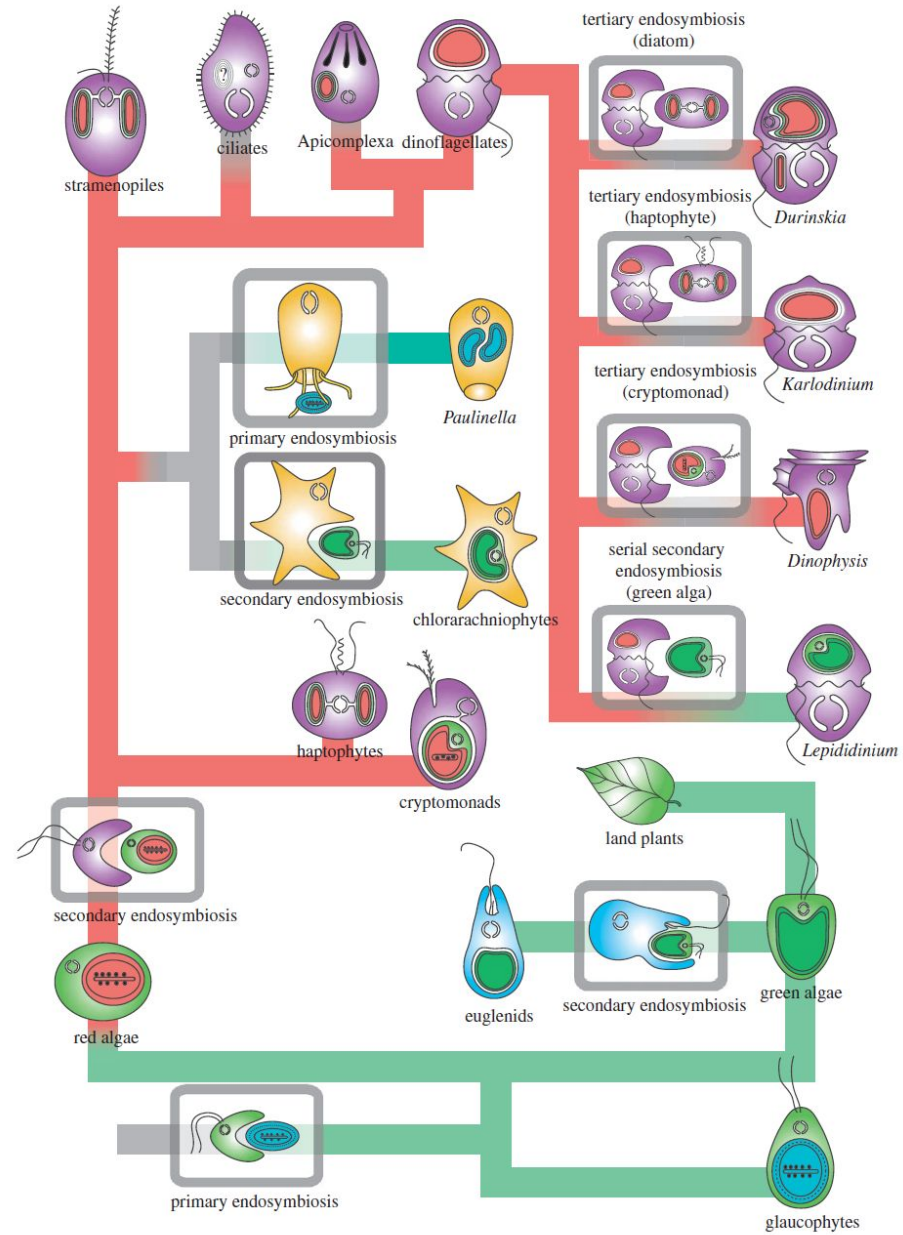 tertiary endosymbiosis
(diatom)
?
stramenopiles
ciliates
Apicomplexa
dinoflagellates
Durinskia
tertiary endosymbiosis
(haptophyte)
Karlodinium
primary endosymbiosis
Paulinella
tertiary endosymbiosis
(cryptomonad)
Dinophysis
secondary endosymbiosis
chlorarachniophytes
serial secondary
endosymbiosis
(green alga)
Lepididinium
haptophytes
cryptomonads
land plants
secondary endosymbiosis
red algae
euglenids
secondary endosymbiosis
green algae
primary endosymbiosis
glaucophytes